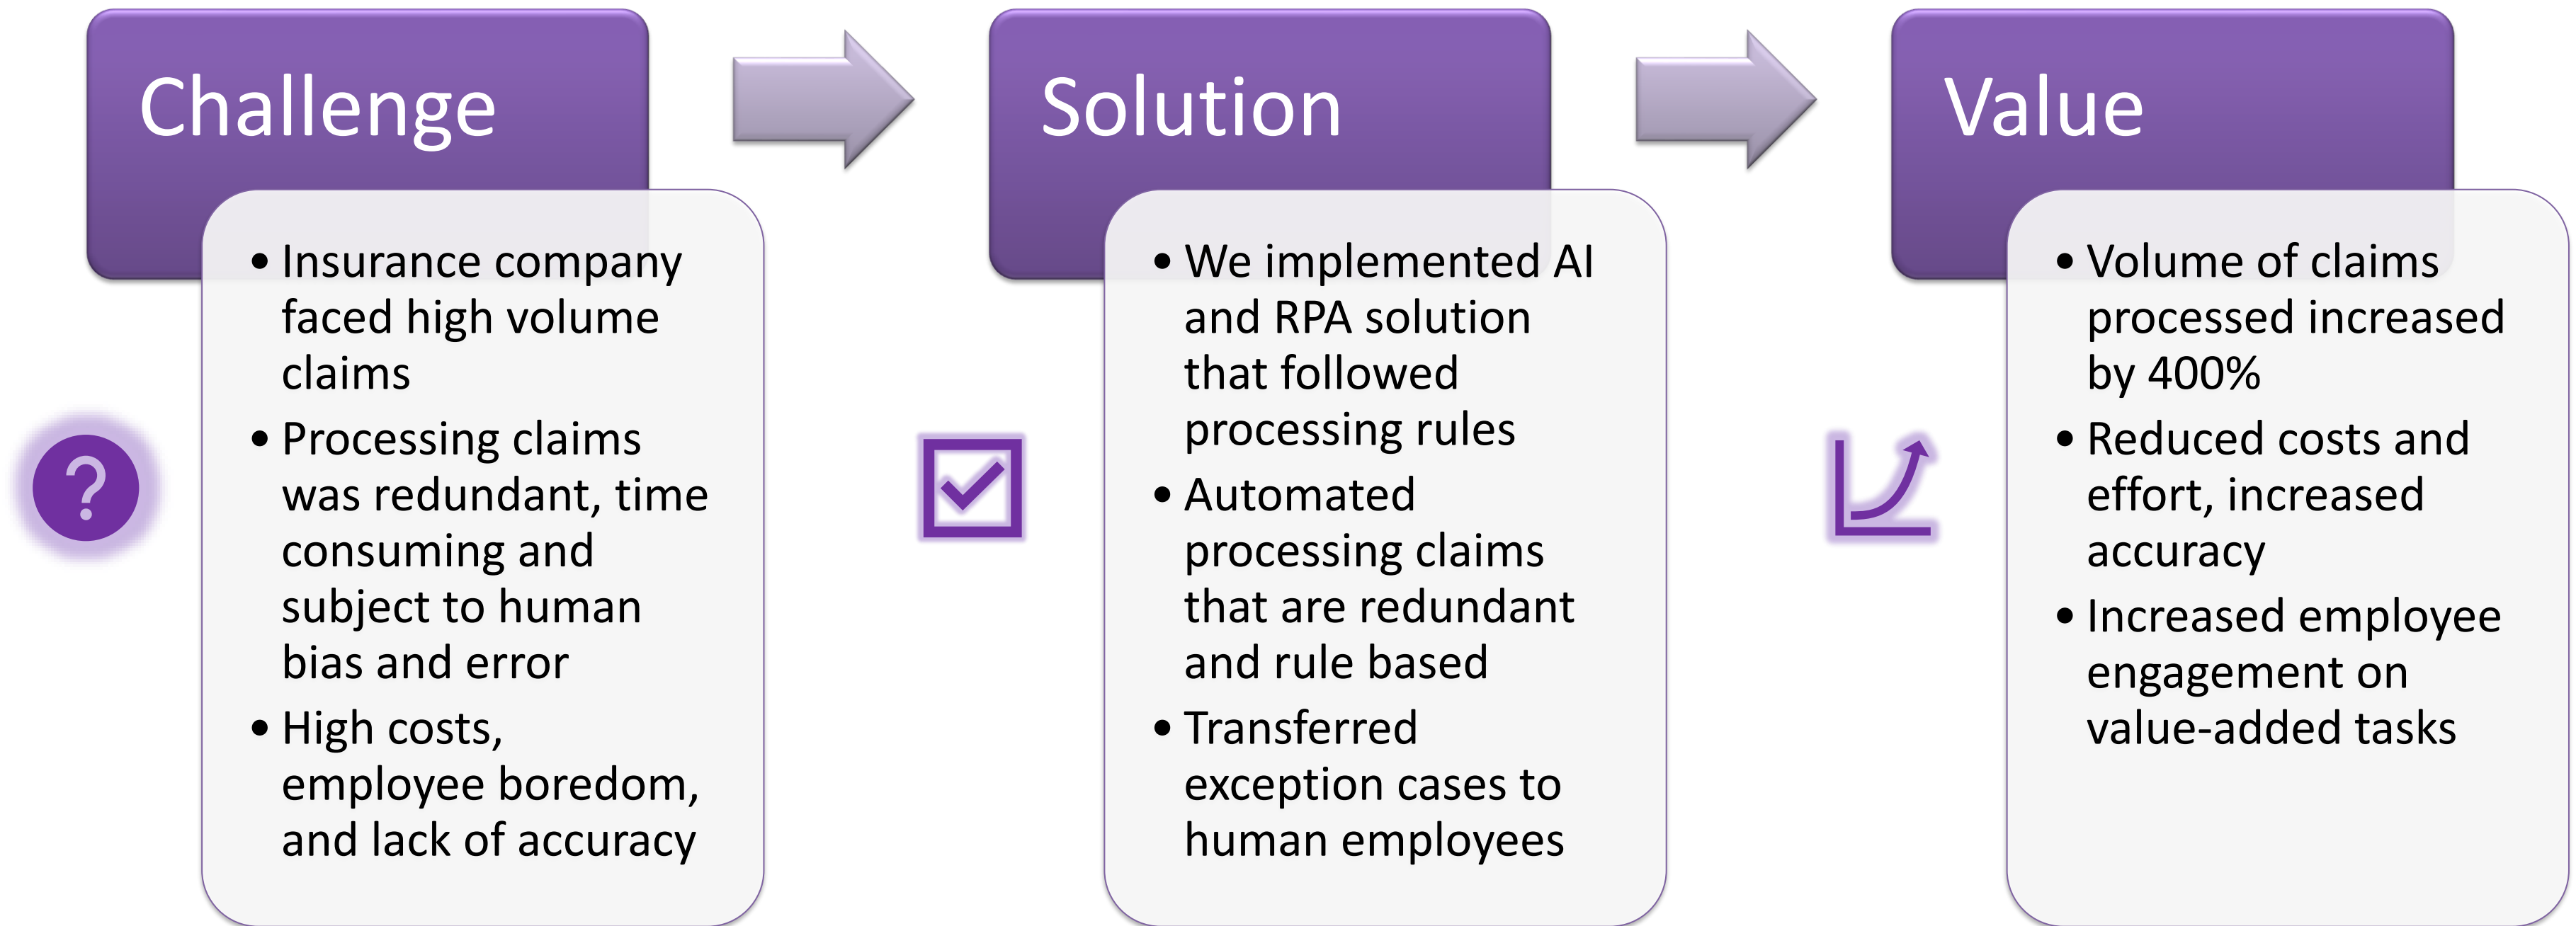 Challenge
• Insurance company
faced high volume
claims
• Processing claims
was redundant, time
consuming and
subject to human
bias and error
• High costs,
employee boredom,
and lack of accuracy
?
Solution
• We implemented AI
and RPA solution
that followed
processing rules
• Automated
processing claims
that are redundant
and rule based
• Transferred
exception cases to
human employees
Value
• Volume of claims
processed increased
by 400%
• Reduced costs and
effort, increased
accuracy
• Increased employee
engagement on
value-added tasks